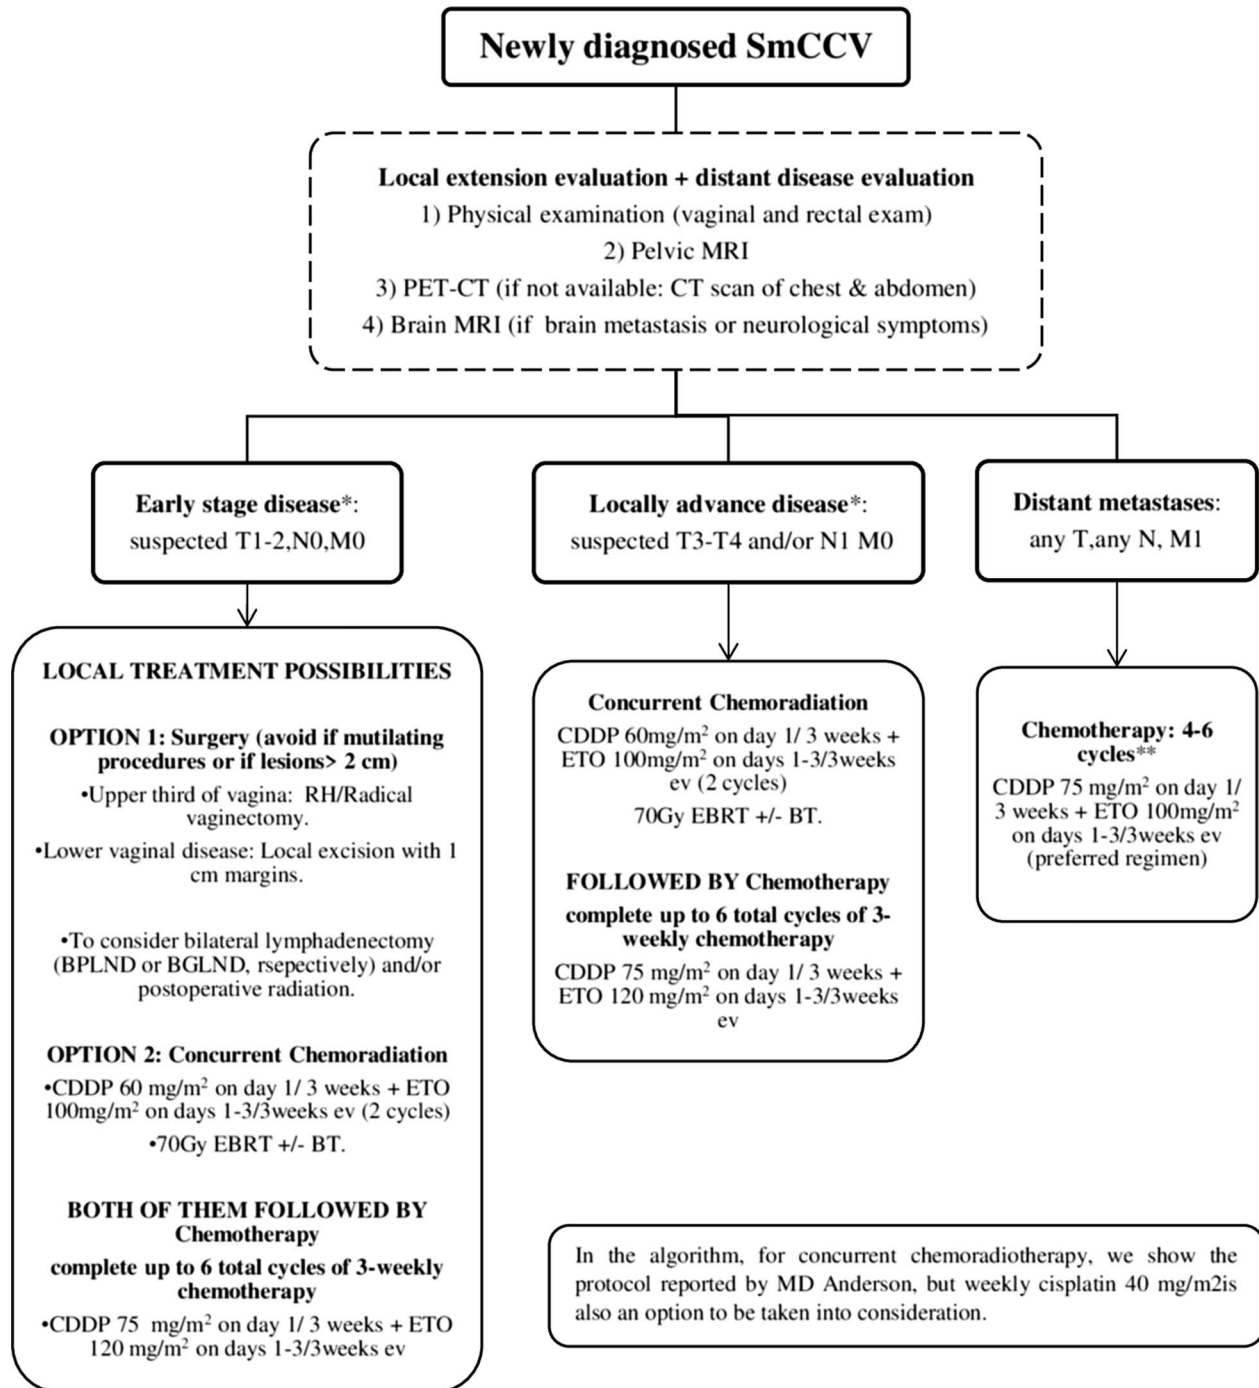 Newly diagnosed SmCCV
Local extension evaluation + distant disease evaluation
1) Physical examination (vaginal and rectal exam)
2) Pelvic MRI
3) PET-CT (if not available: CT scan of chest & abdomen)
4) Brain MRI (if brain metastasis or neurological symptoms)
Early stage disease*:
suspected T1-2,N0,M0
LOCAL TREATMENT POSSIBILITIES
OPTION 1: Surgery (avoid if mutilating
procedures or if lesions> 2 cm)
•Upper third of vagina: RH/Radical
vaginectomy.
•Lower vaginal disease: Local excision with 1
cm margins.
•To consider bilateral lymphadenectomy
(BPLND or BGLND, rsepectively) and/or
postoperative radiation.
OPTION 2: Concurrent Chemoradiation
•CDDP 60 mg/m² on day 1/ 3 weeks + ETO
100mg/m² on days 1-3/3weeks ev (2 cycles)
•70Gy EBRT +/- BT.
BOTH OF THEM FOLLOWED BY
Chemotherapy
complete up to 6 total cycles of 3-weekly
chemotherapy
•CDDP 75 mg/m² on day 1/ 3 weeks + ETO
120 mg/m² on days 1-3/3weeks ev
Locally advance disease*:
suspected T3-T4 and/or N1 M0
Concurrent Chemoradiation
CDDP 60mg/m² on day 1/ 3 weeks +
ETO 100mg/m² on days 1-3/3weeks
ev (2 cycles)
70Gy EBRT +/- BT.
FOLLOWED BY Chemotherapy
complete up to 6 total cycles of 3-
weekly chemotherapy
CDDP 75 mg/m² on day 1/ 3 weeks +
ETO 120 mg/m² on days 1-3/3weeks
ev
Distant metastases:
any T,any N, M1
Chemotherapy: 4-6
cycles**
CDDP 75 mg/m² on day 1/
3 weeks + ETO 100mg/m²
on days 1-3/3weeks ev
(preferred regimen)
In the algorithm, for concurrent chemoradiotherapy, we show the
protocol reported by MD Anderson, but weekly cisplatin 40 mg/m2is
also an option to be taken into consideration.